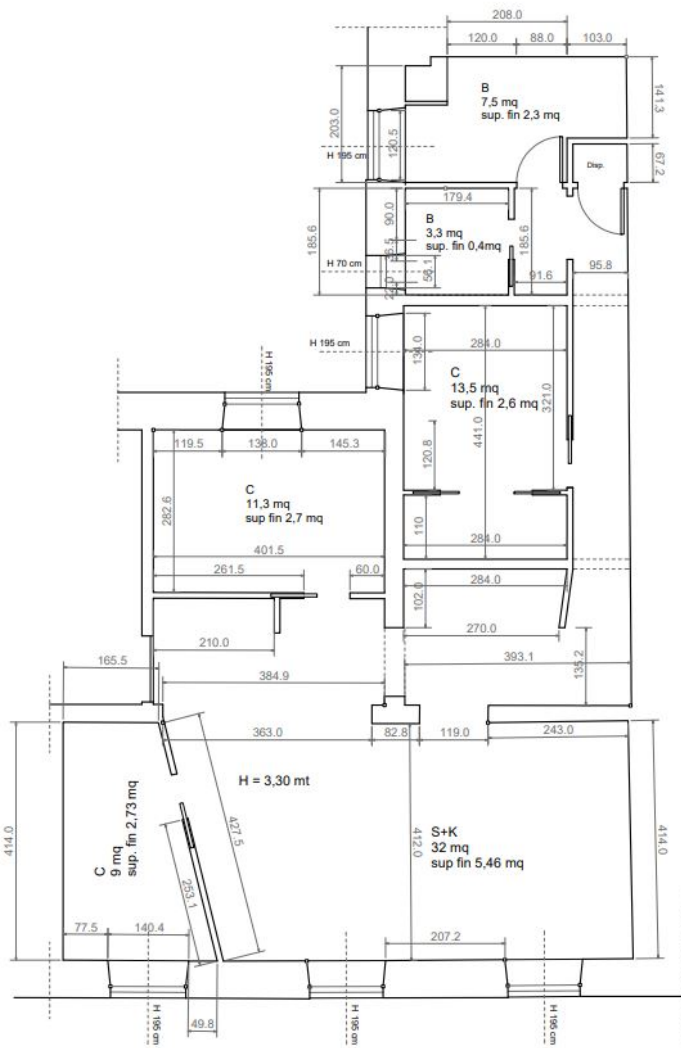 208.0
120.0 88.0 103.0
B
7,5 mq
sup. fin 2,3 mq
141.3
203.0
120.5
H 195 cm
Disp.
67.2
179.4
90.0
B
3,3 mq
sup. fin 0,4mq
185.6
185.6
H 70 cm
56.1
91.6
95.8
134.0
284.0
H 195 cm
H 195 cm
C
13,5 mq
sup. fin 2,6 mq
321.0
441.0
120.8
119.5 138.0 145.3
C
11,3 mq
sup fin 2,7 mq
282.6
110
284.0
401.5
261.5 60.0
284.0
102.0
270.0
210.0
393.1
135.2
165.5
384.9
363.0 82.8 119.0 243.0
H = 3,30 mt
427.5
414.0
C
9 mq
sup. fin 2,73 mq
253.1
412.0
S+K
32 mq
sup fin 5,46 mq
414.0
77.5 140.4
207.2
49.8
H 195 cm
H 195 cm
H 195 cm